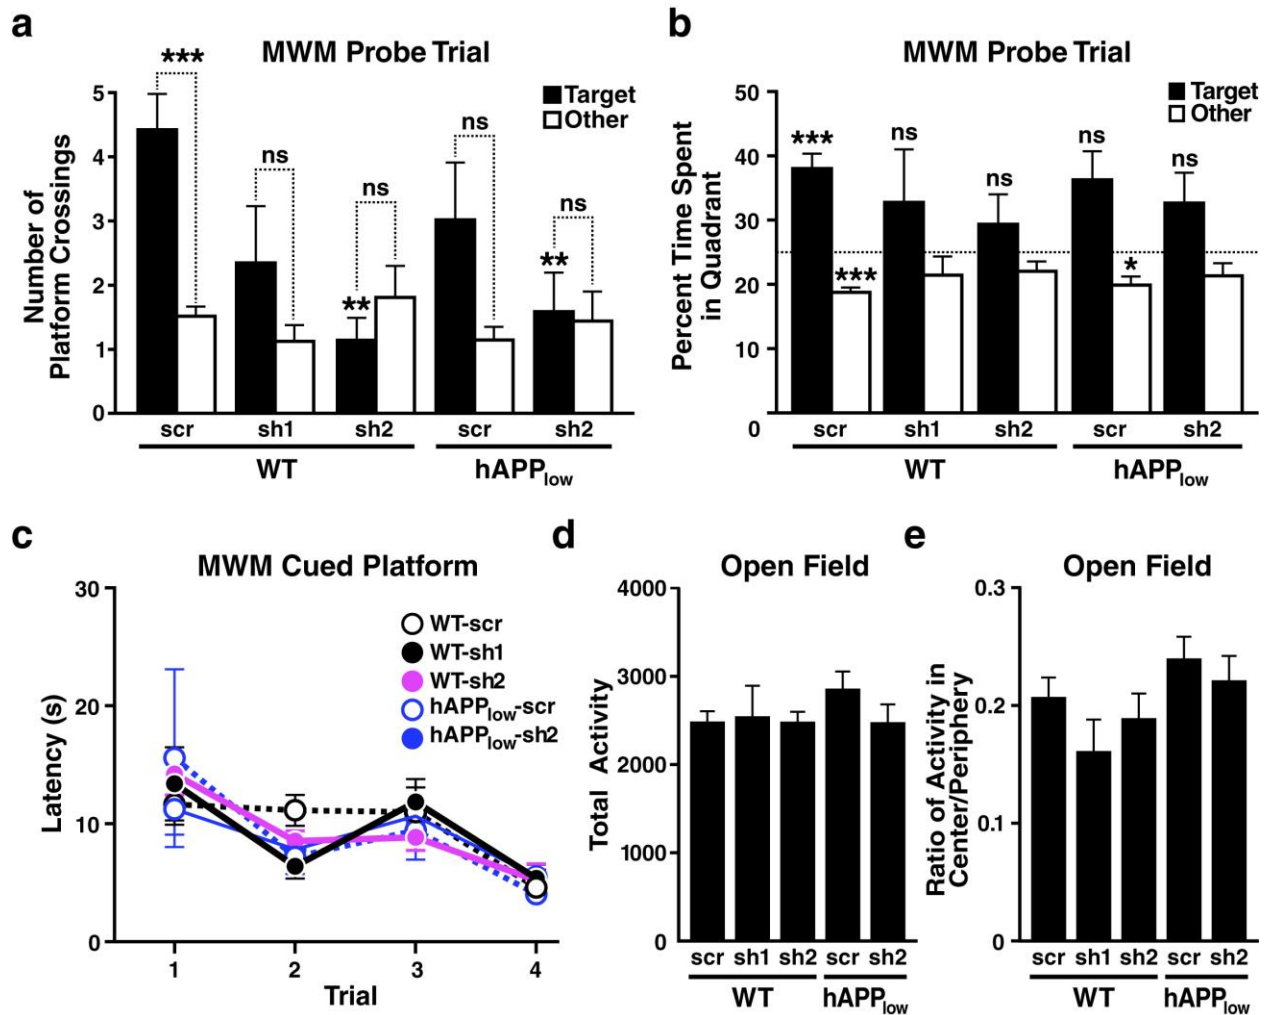 a
MWM Probe Trial
Number of
Platform Crossings
5
4
3
2
1
0
Target
Other
***
ns
ns
**
ns
ns
**
scr sh1 sh2 scr sh2
WT hAPPlow
b
MWM Probe Trial
Percent Time Spent
in Quadrant
50
40
30
20
10
0
Target
Other
***
***
ns
ns
ns
*
ns
scr sh1 sh2 scr sh2
WT hAPPlow
c
MWM Cued Platform
Latency (s)
30
20
10
0
WT-scr
WT-sh1
WT-sh2
hAPPlow-scr
hAPPlow-sh2
1 2 3 4
Trial
d
Open Field
Total Activity
4000
3000
2000
1000
0
scr sh1 sh2 scr sh2
WT hAPPlow
e
Open Field
Ratio of Activity in
Center/Periphery
0.3
0.2
0.1
0
scr sh1 sh2 scr sh2
WT hAPPlow